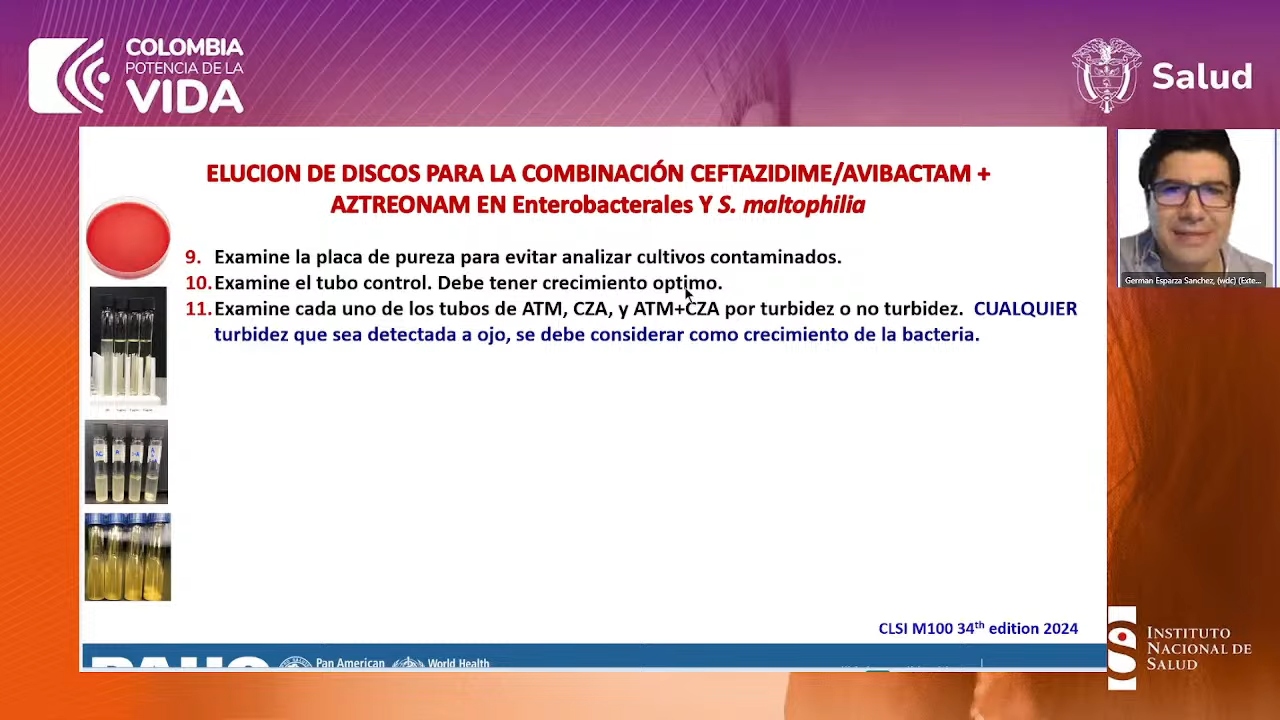 COLOMBIA
POTENCIA DE LA
VIDA
Salud
ELUCION DE DISCOS PARA LA COMBINACIÓN CEFTAZIDIME/AVIBACTAM +
AZTREONAM EN Enterobacterales Y S. maltophilia
9. Examine la placa de pureza para evitar analizar cultivos contaminados.
10. Examine el tubo control. Debe tener crecimiento optimo.
11. Examine cada uno de los tubos de ATM, CZA, y ATM+CZA por turbidez o no turbidez. CUALQUIER
turbidez que sea detectada a ojo, se debe considerar como crecimiento de la bacteria.
German Esparza Sanchez, (wdc) (Exte...
CLSI M100 34th edition 2024
PAHO
Pan American
World Health
INSTITUTO
NACIONAL DE
SALUD